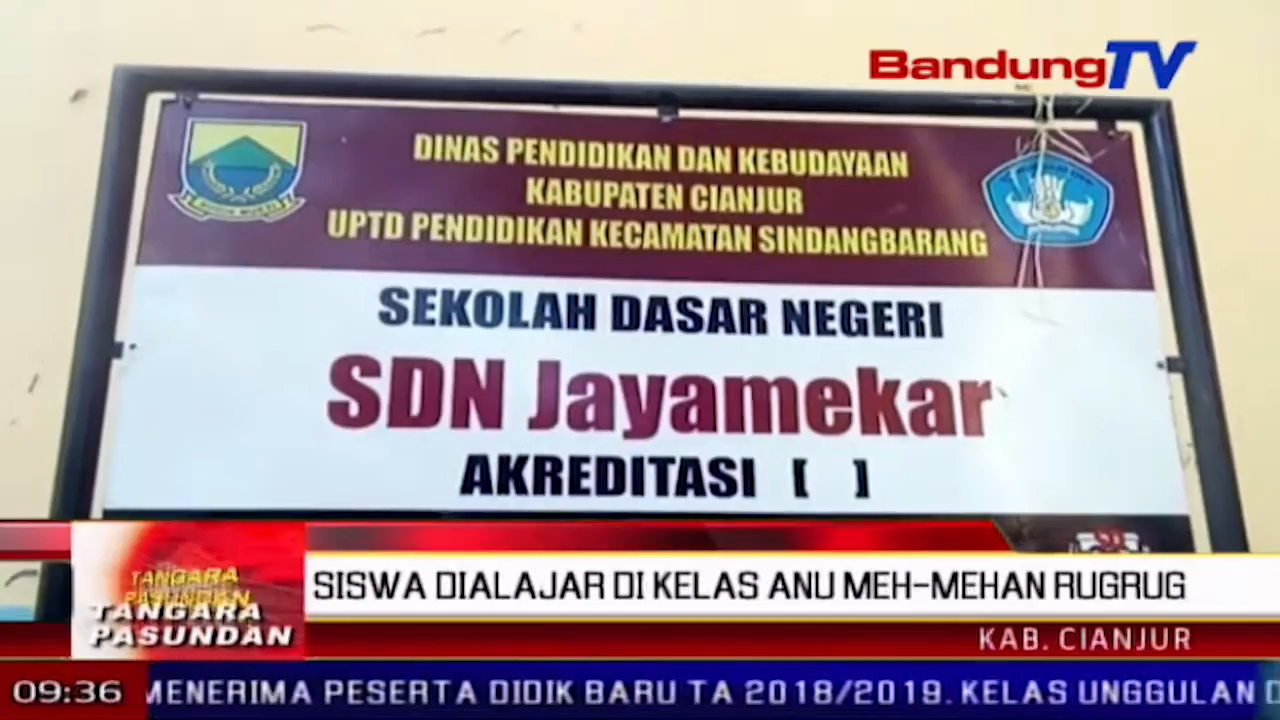 BandungTV
DINAS PENDIDIKAN DAN KEBUDAYAAN
KABUPATEN CIANJUR
UPTD PENDIDIKAN KECAMATAN SINDANGBARANG
SEKOLAH DASAR NEGERI
SDN Jayamekar
AKREDITASI [ ]
TANGARA
PASUNDAN
TANGARA
PASUNDAN
SISWA DIALAJAR DI KELAS ANU MEH-MEHAN RUGRUG
KAB. CIANJUR
09:36 MENERIMA PESERTA DIDIK BARU TA 2018/2019. KELAS UNGGULAN